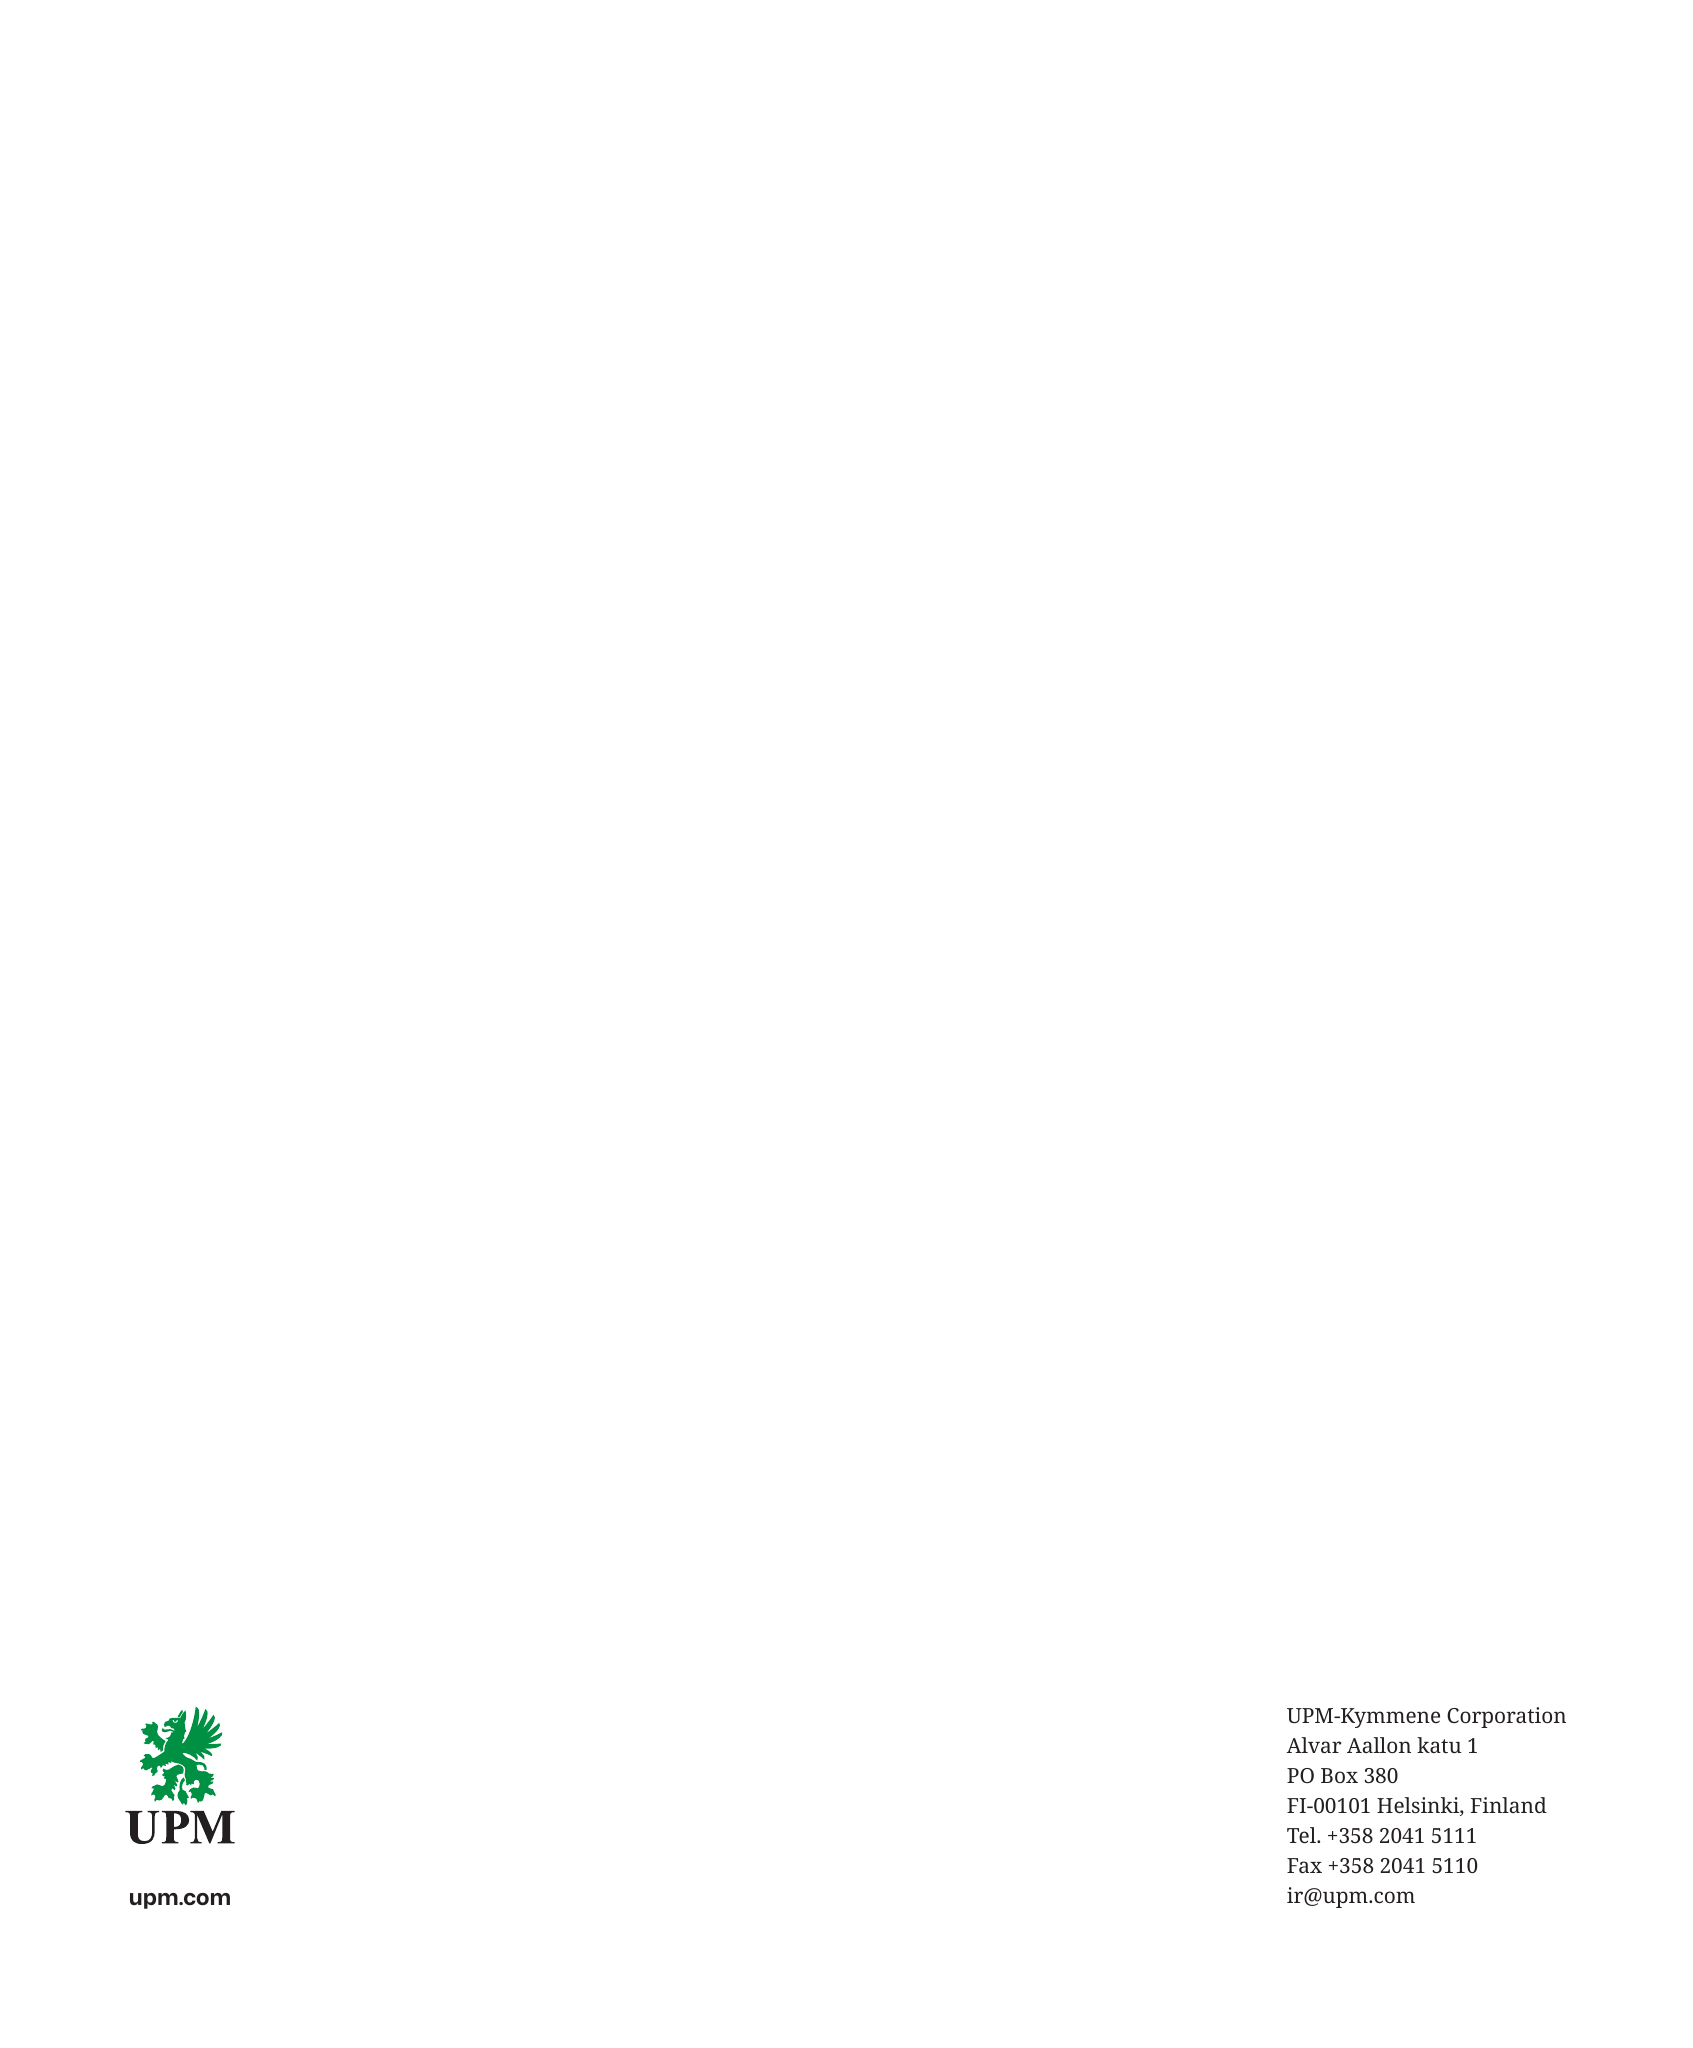 UPM
upm.com
UPM-Kymmene Corporation
Alvar Aallon katu 1
PO Box 380
FI-00101 Helsinki, Finland
Tel. +358 2041 5111
Fax +358 2041 5110
ir@upm.com